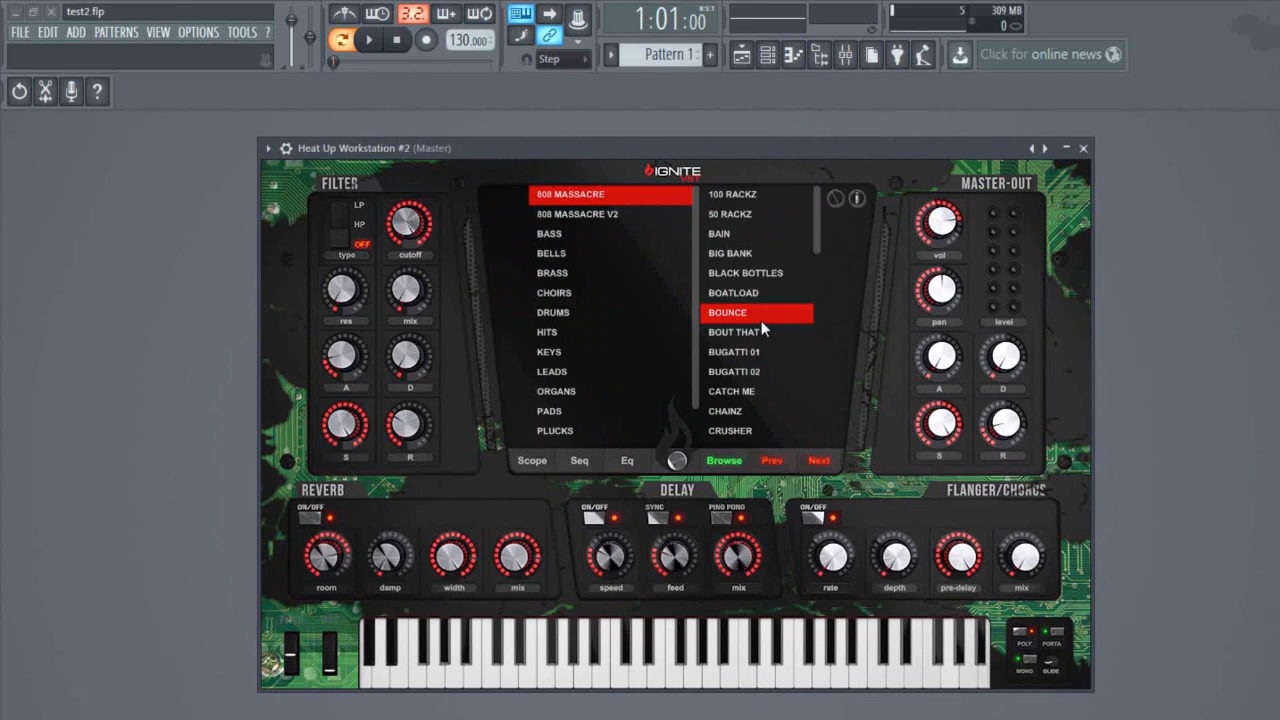 test2.flp
FILE EDIT ADD PATTERNS VIEW OPTIONS TOOLS ?
3.2
130.000
Step
1:01:00
B:S:T
Pattern 1
5
309 MB
0
Click for online news
Heat Up Workstation #2 (Master)
IGNITE
VST
FILTER
LP
HP
OFF
type
cutoff
res
mix
A
D
S
R
808 MASSACRE
808 MASSACRE V2
BASS
BELLS
BRASS
CHOIRS
DRUMS
HITS
KEYS
LEADS
ORGANS
PADS
PLUCKS
100 RACKZ
50 RACKZ
BAIN
BIG BANK
BLACK BOTTLES
BOATLOAD
BOUNCE
BOUT THAT
BUGATTI 01
BUGATTI 02
CATCH ME
CHAINZ
CRUSHER
Scope Seq Eq Browse Prev Next
MASTER-OUT
vol
pan
level
A
D
S
R
REVERB
ON/OFF
room damp width mix
DELAY
ON/OFF SYNC PING PONG
speed feed mix
FLANGER/CHORUS
ON/OFF
rate depth pre-delay mix
POLY PORTA
MONO GLIDE